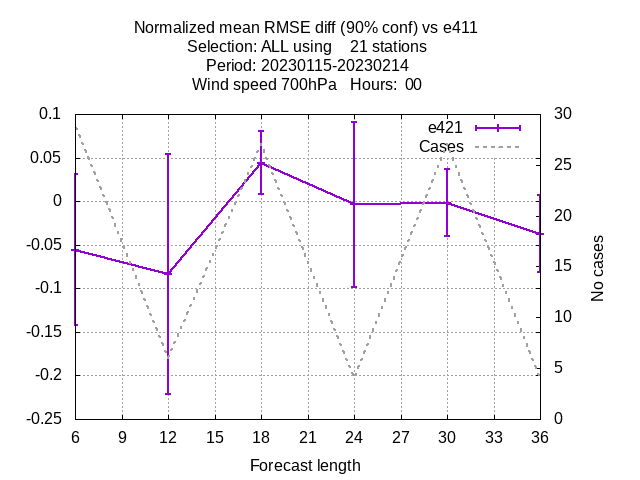 Normalized mean RMSE diff (90% conf) vs e411
Selection: ALL using    21 stations
Period: 20230115-20230214
Wind speed 700hPa   Hours:  00
e421
Cases
0.1
0.05
0
-0.05
-0.1
-0.15
-0.2
-0.25
30
25
20
15
10
5
0
No cases
6 9 12 15 18 21 24 27 30 33 36
Forecast length